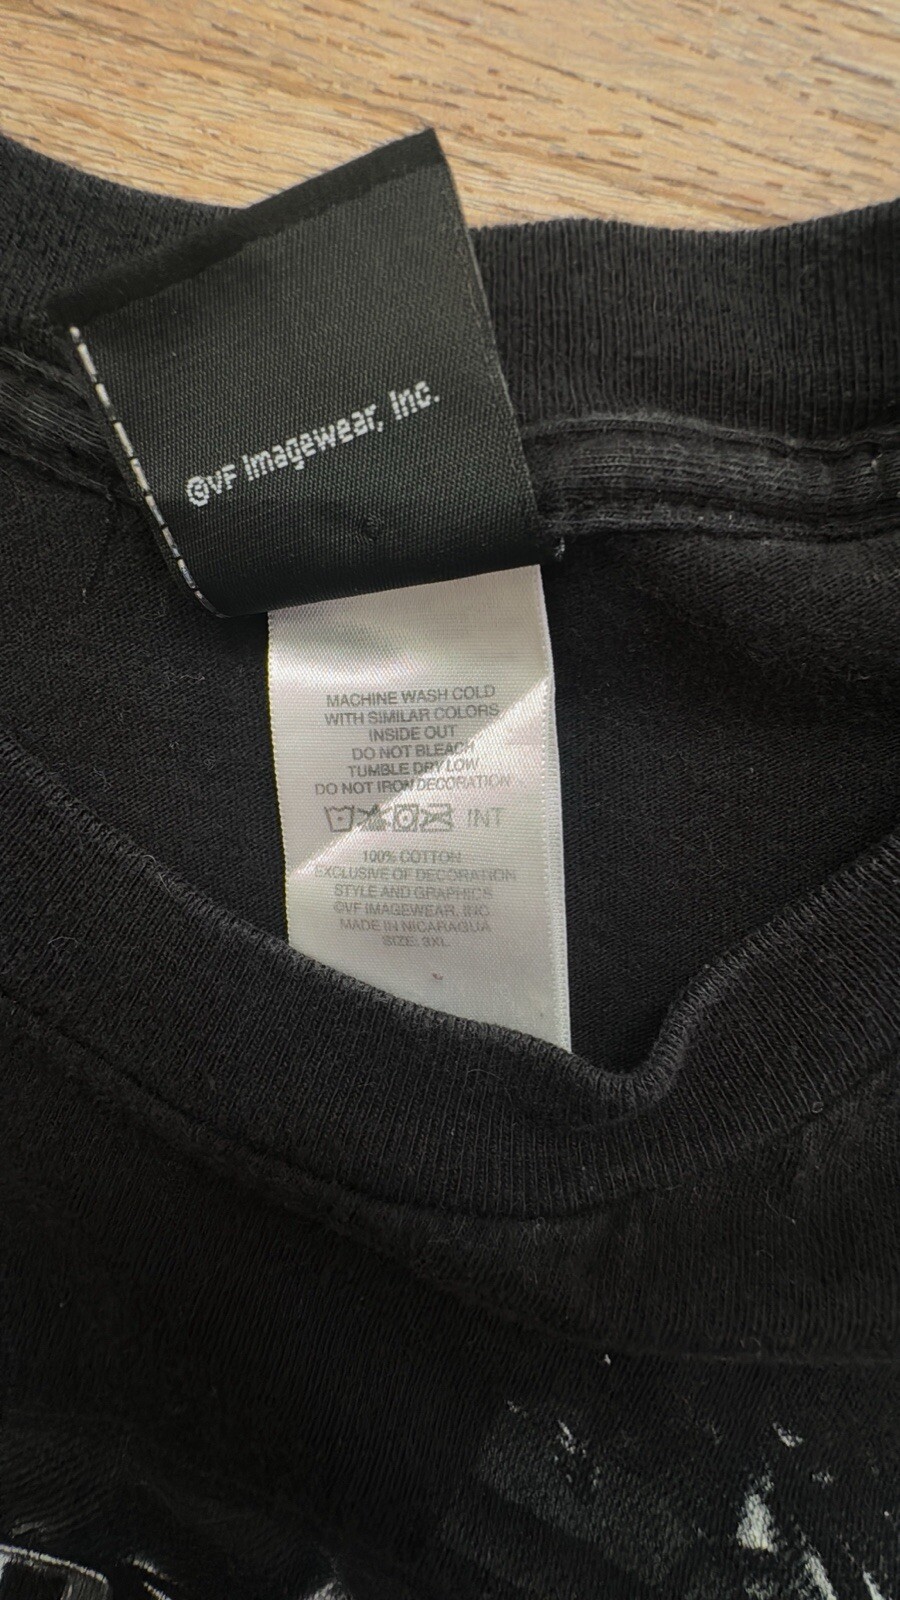 ©VF Imagewear, Inc.
MACHINE WASH COLD
WITH SIMILAR COLORS
INSIDE OUT
DO NOT BLEACH
TUMBLE DRY LOW
DO NOT IRON DECORATION
INT
100% COTTON
EXCLUSIVE OF DECORATION
STYLE AND GRAPHICS
©VF IMAGEWEAR, INC
MADE IN NICARAGUA
SIZE: 3XL